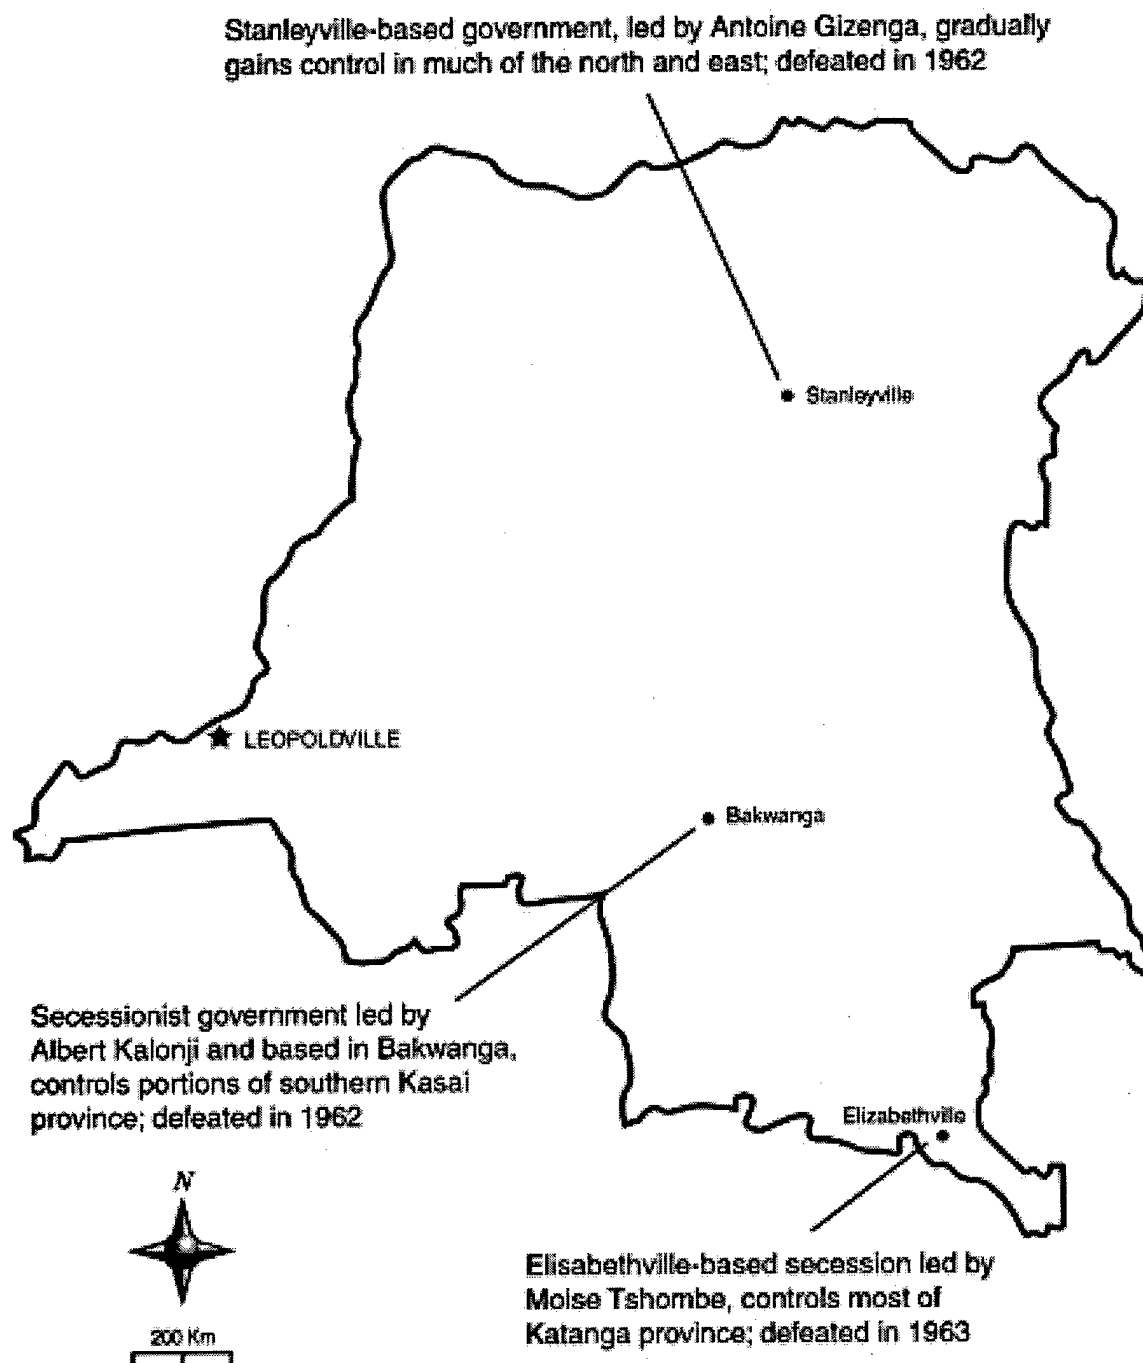 Stanleyville-based government, led by Antoine Gizenga, gradually
gains control in much of the north and east; defeated in 1962
Stanleyville
LEOPOLDVILLE
Bakwanga
Secessionist government led by
Albert Kalonji and based in Bakwanga,
controls portions of southern Kasai
province; defeated in 1962
Elizabethville
N
200 Km
Elisabethville-based secession led by
Moise Tshombe, controls most of
Katanga province; defeated in 1963